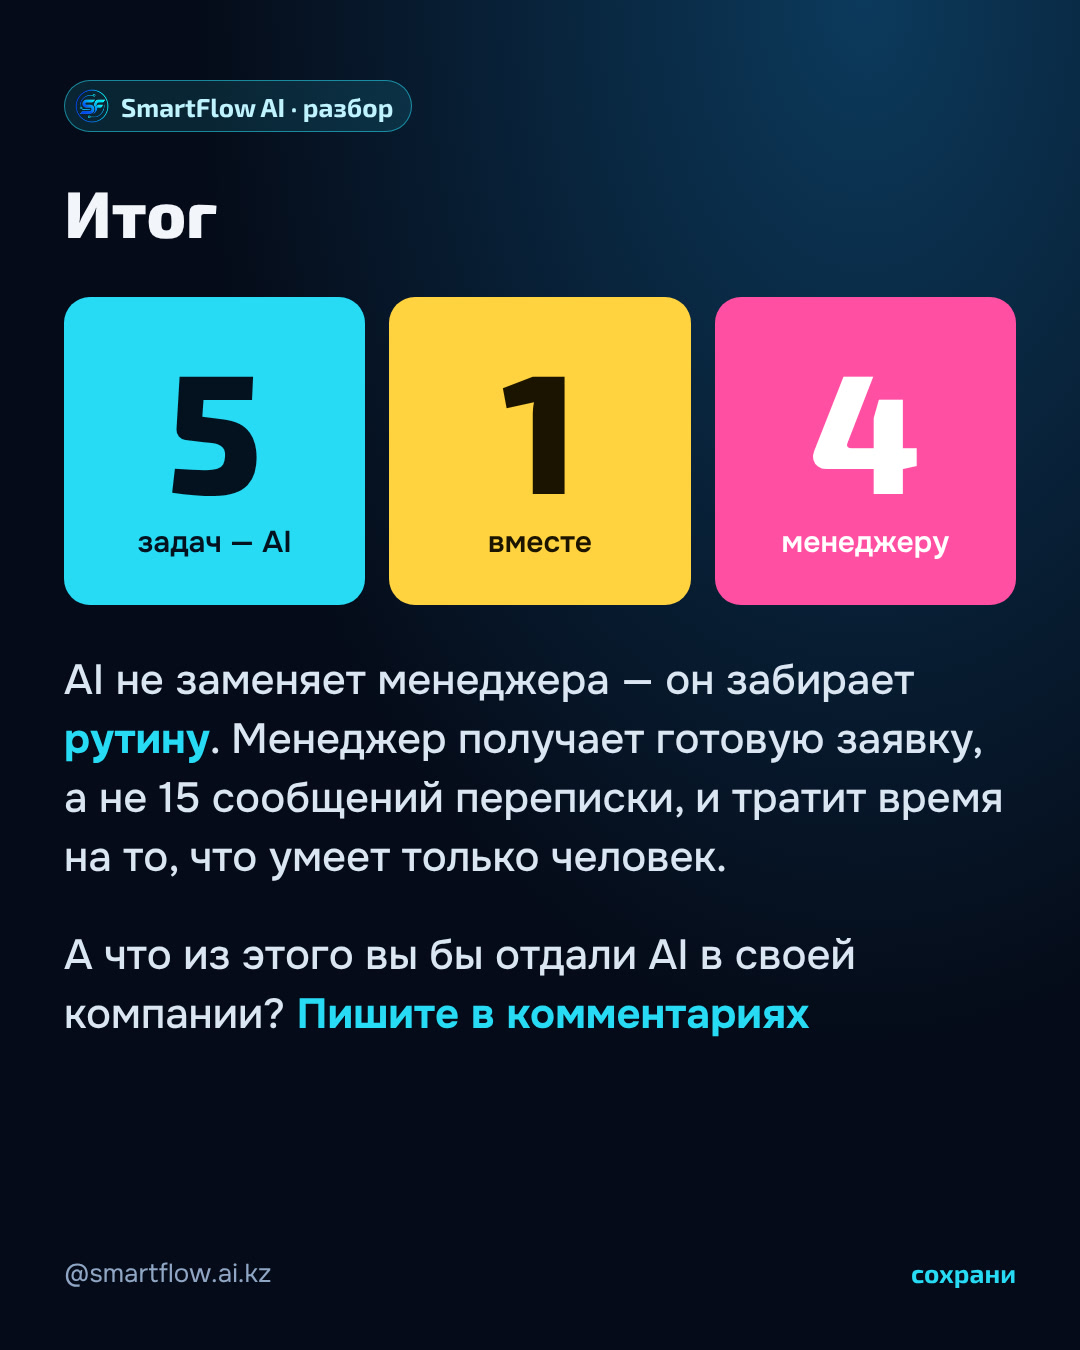 SF SmartFlow AI · разбор
Итог
5
задач — AI
1
вместе
4
менеджеру
AI не заменяет менеджера — он забирает
рутину. Менеджер получает готовую заявку,
а не 15 сообщений переписки, и тратит время
на то, что умеет только человек.
А что из этого вы бы отдали AI в своей
компании? Пишите в комментариях
@smartflow.ai.kz
сохрани